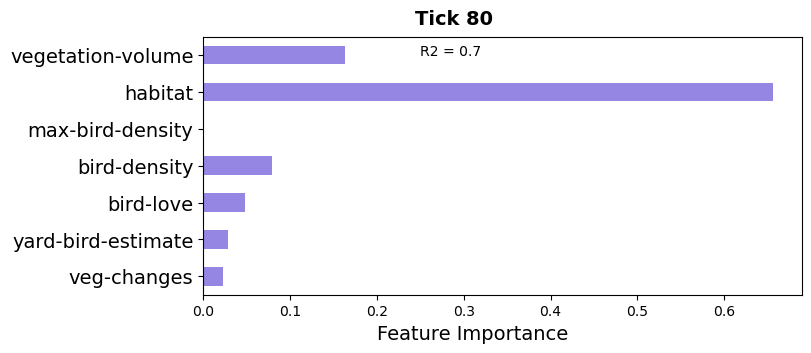 Tick 80
vegetation-volume
R2 = 0.7
habitat
max-bird-density
bird-density
bird-love
yard-bird-estimate
veg-changes
0.0 0.1 0.2 0.3 0.4 0.5 0.6
Feature Importance